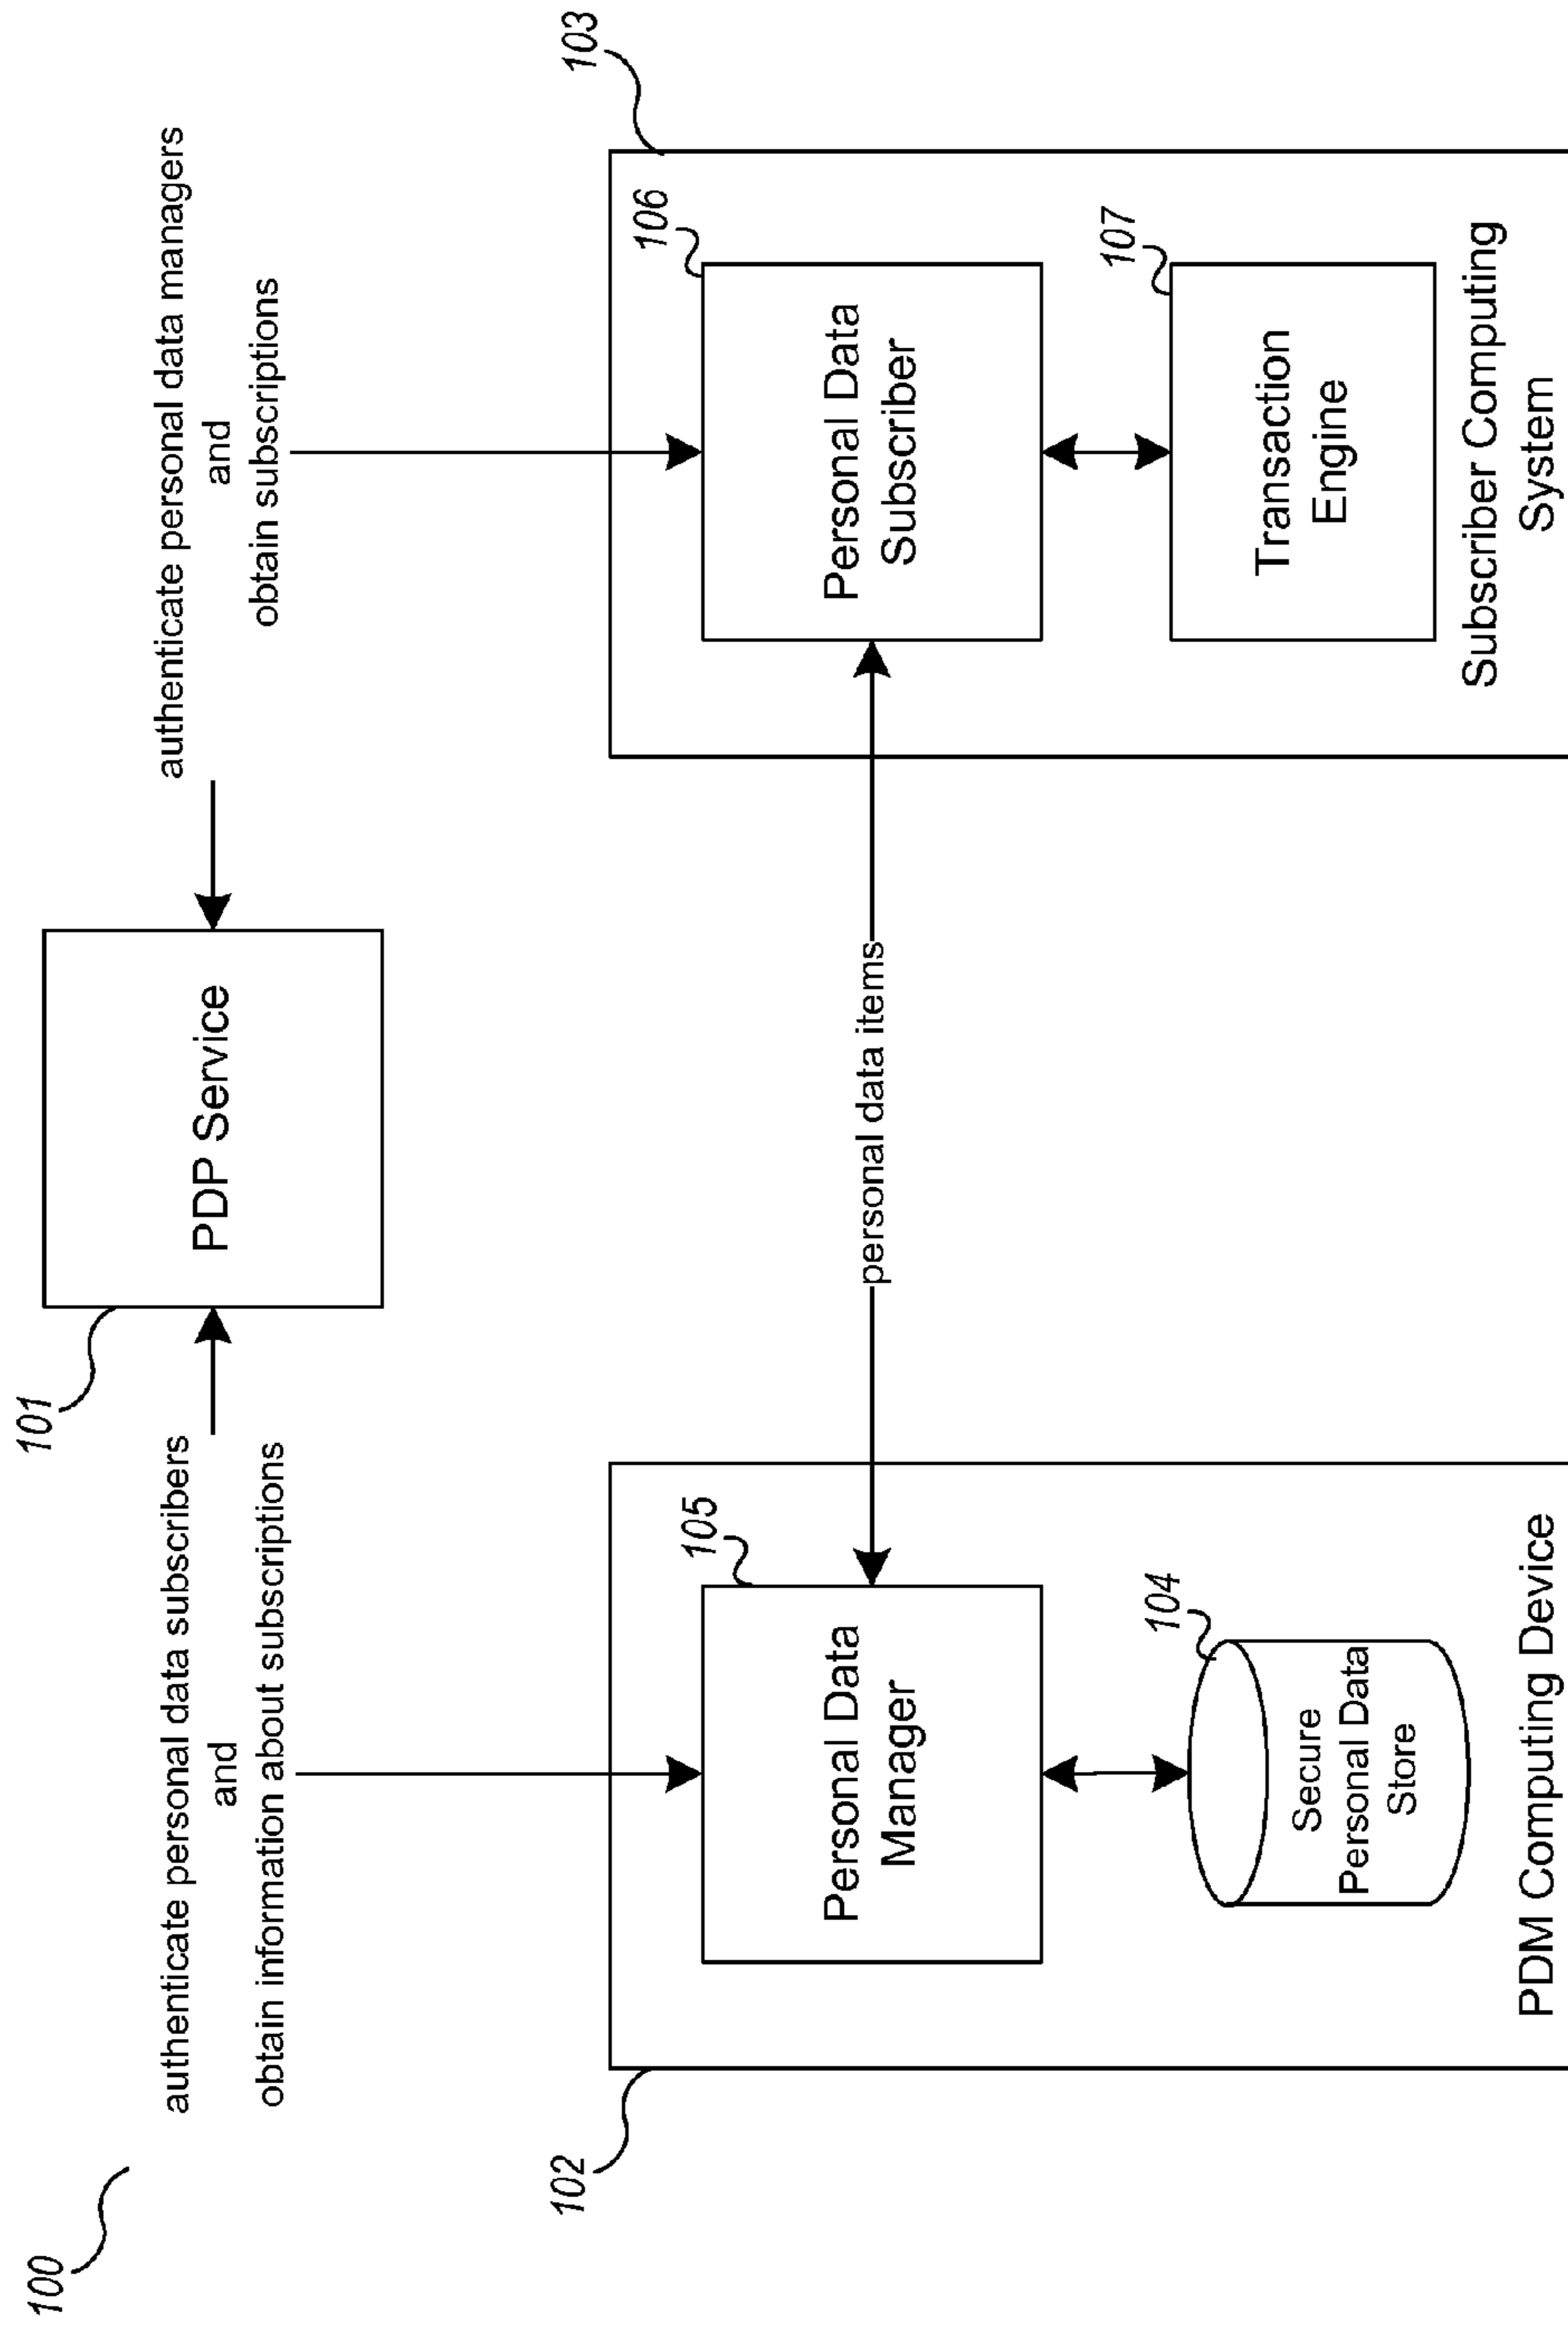 100
authenticate personal data subscribers
and
obtain information about subscriptions
101
PDP Service
authenticate personal data managers
and
obtain subscriptions
102
105
Personal Data
Manager
104
Secure
Personal Data
Store
PDM Computing Device
personal data items
103
106
Personal Data
Subscriber
107
Transaction
Engine
Subscriber Computing
System